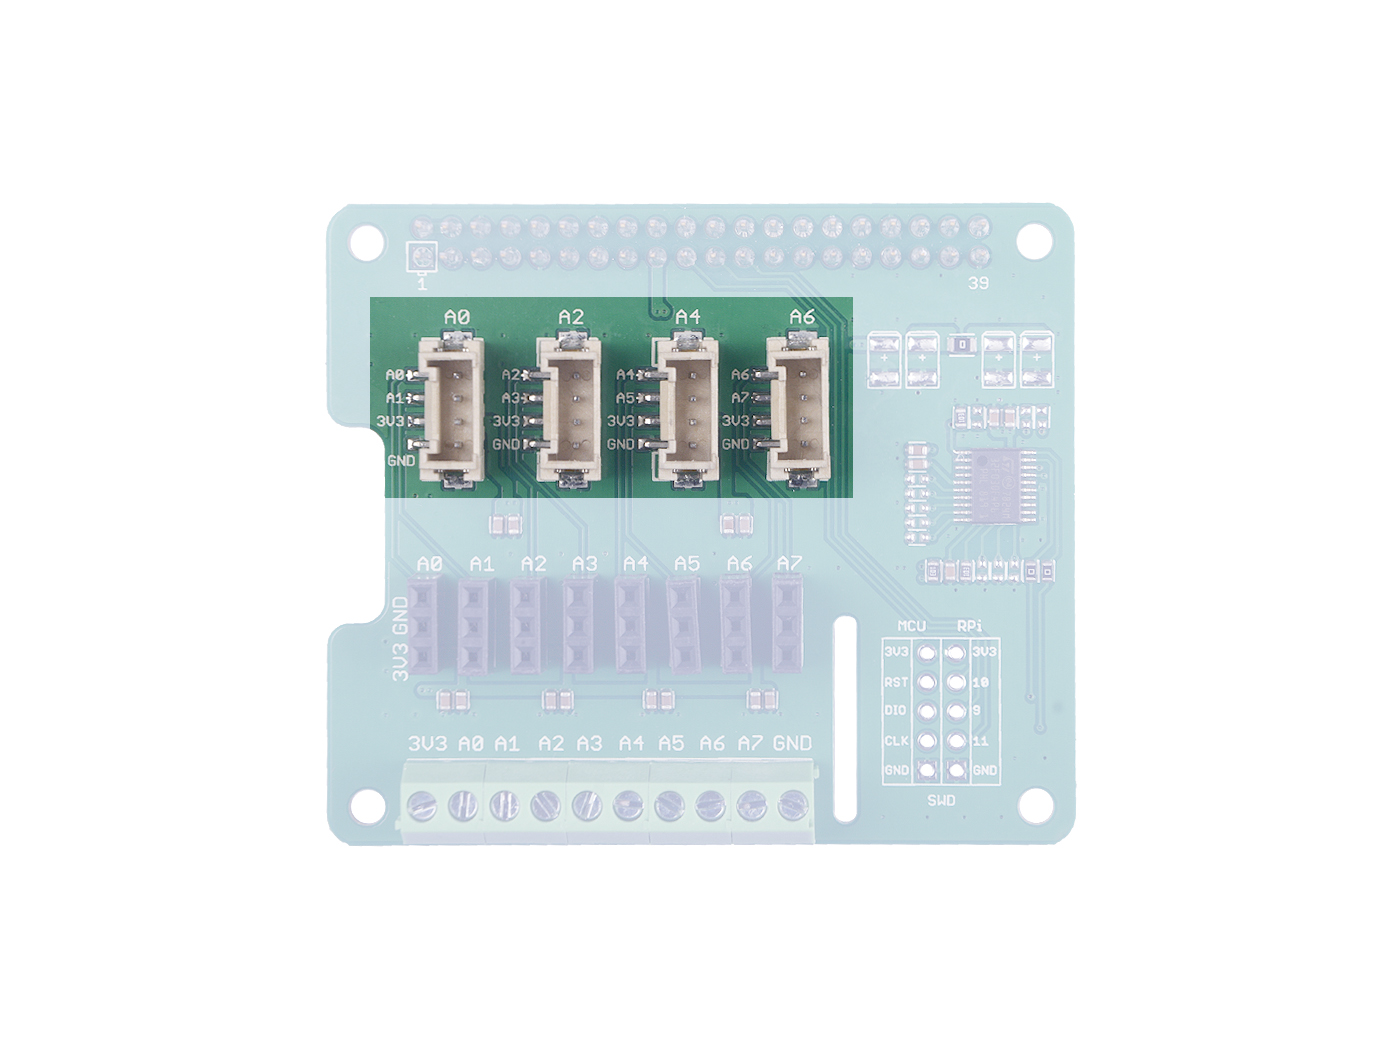 1
39
A0 A2 A4 A6
A0 A2 A4 A6
A1 A3 A5 A7
3V3 3V3 3V3 3V3
GND GND GND GND
A0 A1 A2 A3 A4 A5 A6 A7
3V3 GND
MCU RPi
3V3 3V3
RST 10
DIO 9
CLK 11
GND GND
SWD
3V3 A0 A1 A2 A3 A4 A5 A6 A7 GND